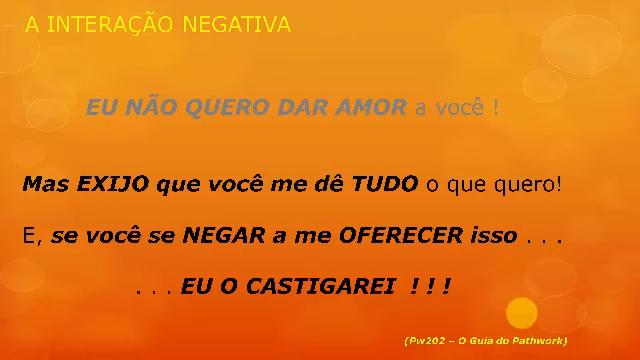 A INTERAÇÃO NEGATIVA
EU NÃO QUERO DAR AMOR a você !
Mas EXIJO que você me dê TUDO o que quero!
E, se você se NEGAR a me OFERECER isso . . .
. . . EU O CASTIGAREI ! ! !
(Pw202 – O Guia do Pathwork)